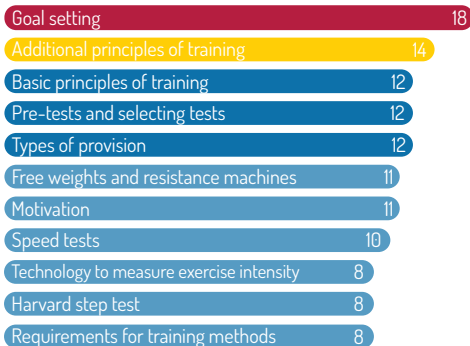 Goal setting 18
Additional principles of training 14
Basic principles of training 12
Pre-tests and selecting tests 12
Types of provision 12
Free weights and resistance machines 11
Motivation 11
Speed tests 10
Technology to measure exercise intensity 8
Harvard step test 8
Requirements for training methods 8